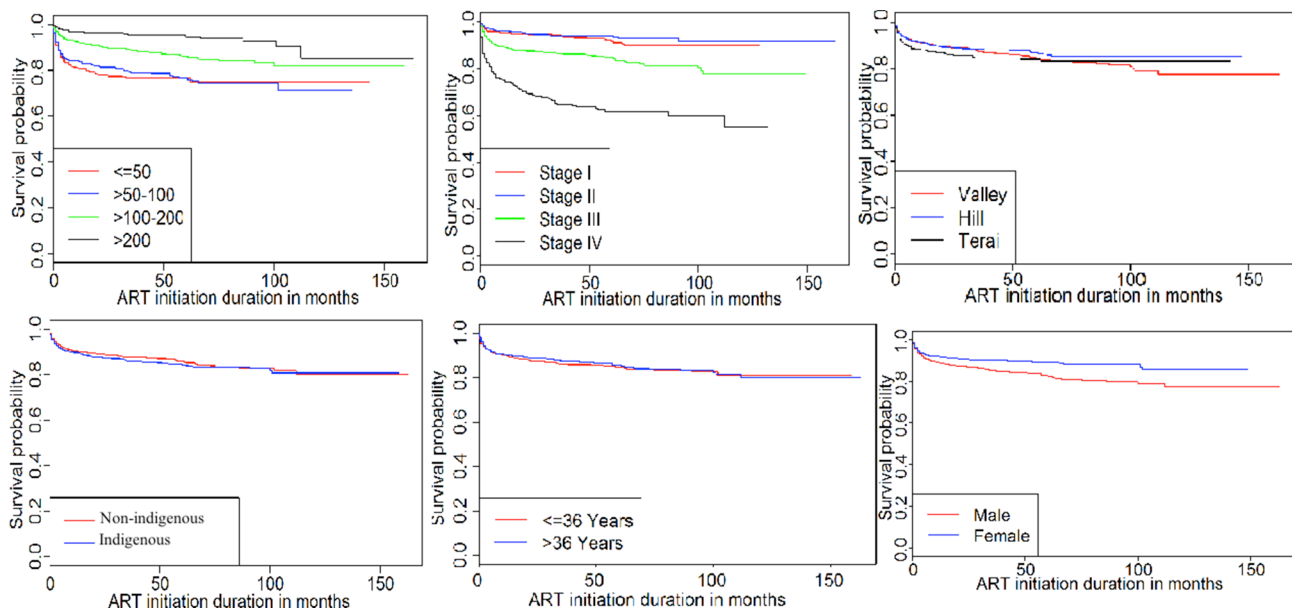 Survival probability
1.0
0.8
0.6
0.4
0.2
0.0
<=50
>50-100
>100-200
>200
0
50
100
150
ART initiation duration in months
Survival probability
1.0
0.8
0.6
0.4
0.2
0.0
Stage I
Stage II
Stage III
Stage IV
0
50
100
150
ART initiation duration in months
Survival probability
1.0
0.8
0.6
0.4
0.2
0.0
Valley
Hill
Terai
0
50
100
150
ART initiation duration in months
Survival probability
1.0
0.8
0.6
0.4
0.2
0.0
Non-indigenous
Indigenous
0
50
100
150
ART initiation duration in months
Survival probability
1.0
0.8
0.6
0.4
0.2
0.0
<=36 Years
>36 Years
0
50
100
150
ART initiation duration in months
Survival probability
1.0
0.8
0.6
0.4
0.2
0.0
Male
Female
0
50
100
150
ART initiation duration in months